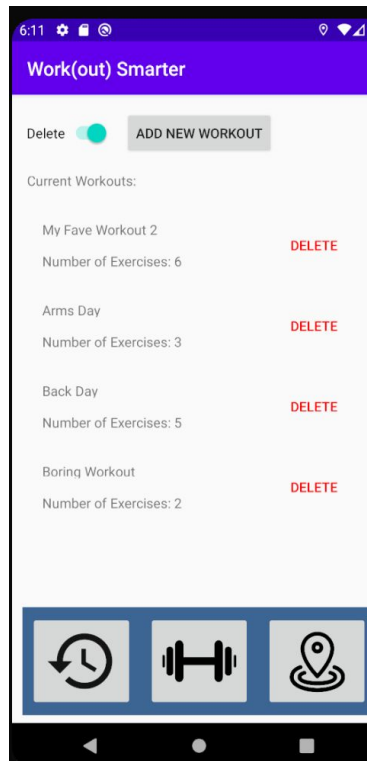 6:11
Work(out) Smarter
Delete ADD NEW WORKOUT
Current Workouts:
My Fave Workout 2
Number of Exercises: 6
DELETE
Arms Day
Number of Exercises: 3
DELETE
Back Day
Number of Exercises: 5
DELETE
Boring Workout
Number of Exercises: 2
DELETE